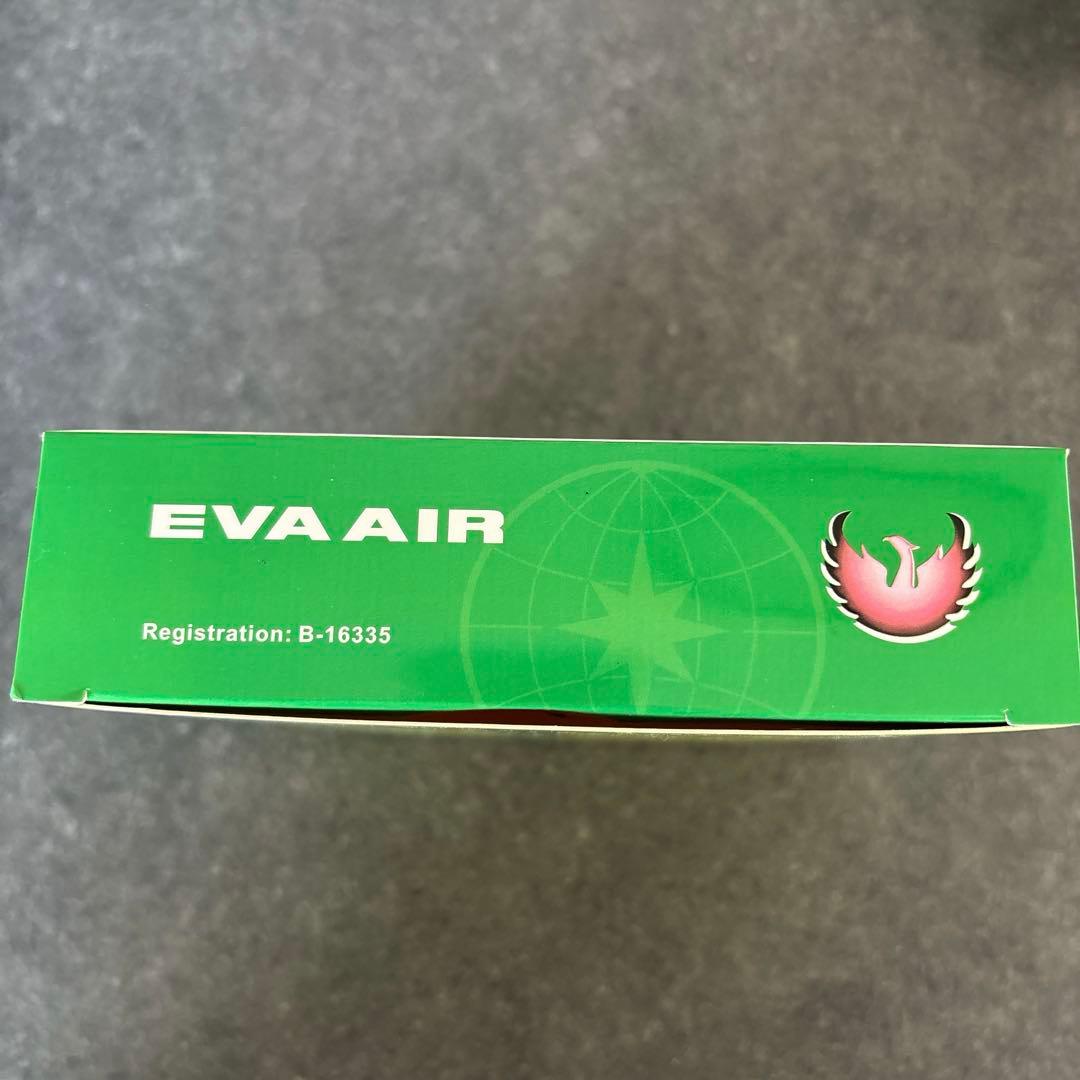 EVA AIR
Registration: B-16335